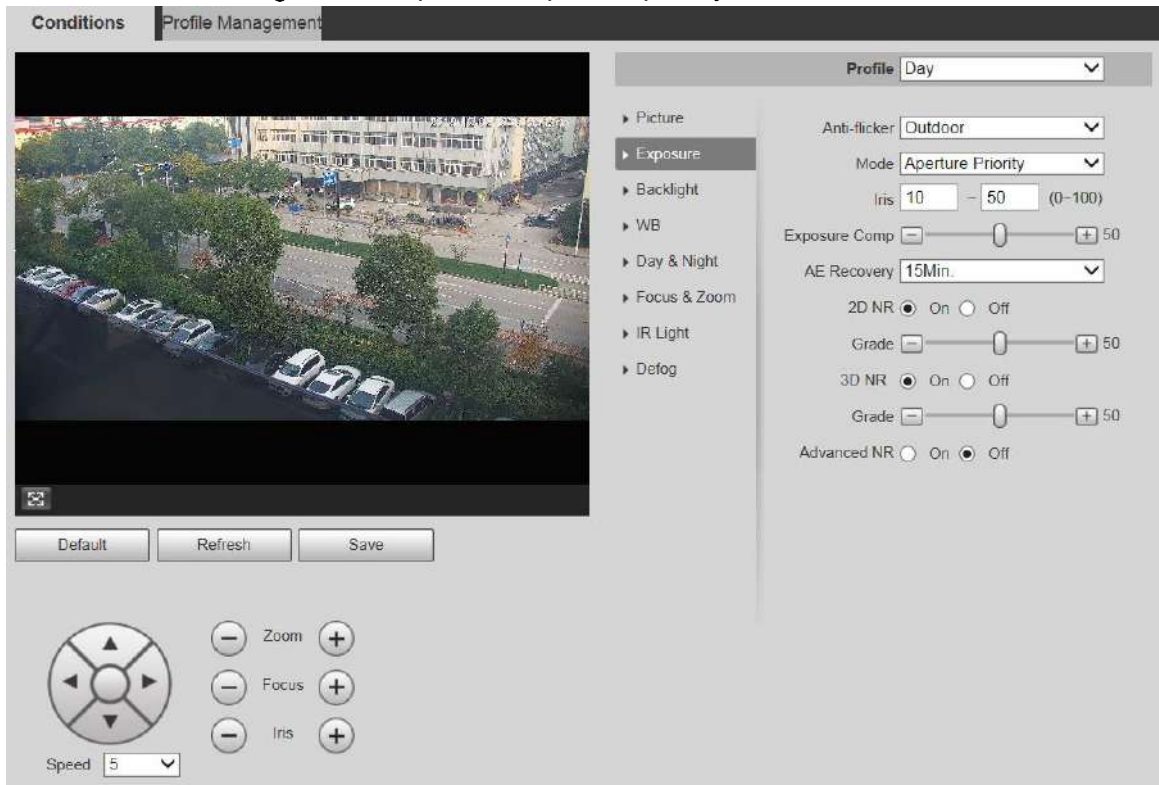 Conditions
Profile Management
Profile Day
Picture
Exposure
Backlight
WB
Day & Night
Focus & Zoom
IR Light
Defog
Anti-flicker Outdoor
Mode Aperture Priority
Iris 10 – 50 (0~100)
Exposure Comp 50
AE Recovery 15Min.
2D NR On Off
Grade 50
3D NR On Off
Grade 50
Advanced NR On Off
Default Refresh Save
Zoom
Focus
Iris
Speed 5